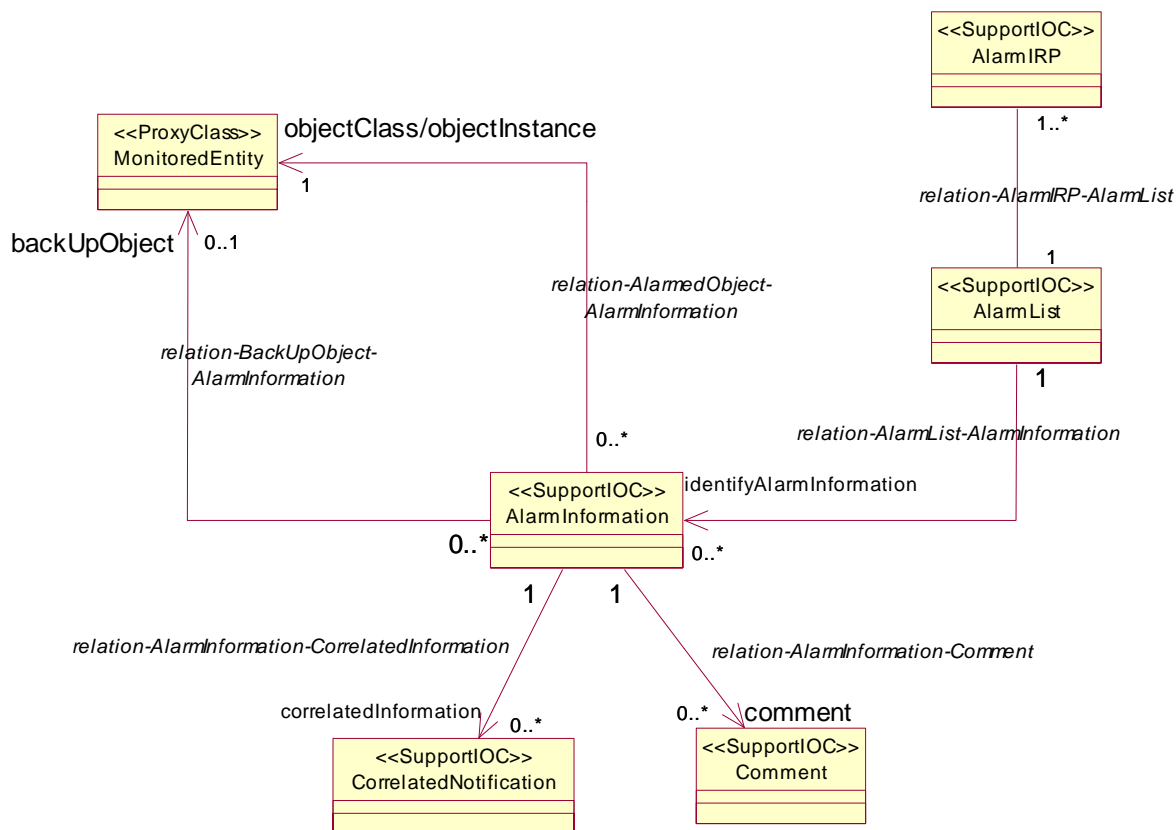 <<SupportIOC>>
AlarmIRP
1..*
relation-AlarmIRP-AlarmList
1
<<SupportIOC>>
AlarmList
1
relation-AlarmList-AlarmInformation
objectClass/objectInstance
<<ProxyClass>>
MonitoredEntity
1
backUpObject
0..1
relation-AlarmedObject-
AlarmInformation
relation-BackUpObject-
AlarmInformation
0..*
identifyAlarmInformation
<<SupportIOC>>
AlarmInformation
0..*
0..*
1
1
relation-AlarmInformation-CorrelatedInformation
relation-AlarmInformation-Comment
correlatedInformation
0..*
0..*
comment
<<SupportIOC>>
CorrelatedNotification
<<SupportIOC>>
Comment